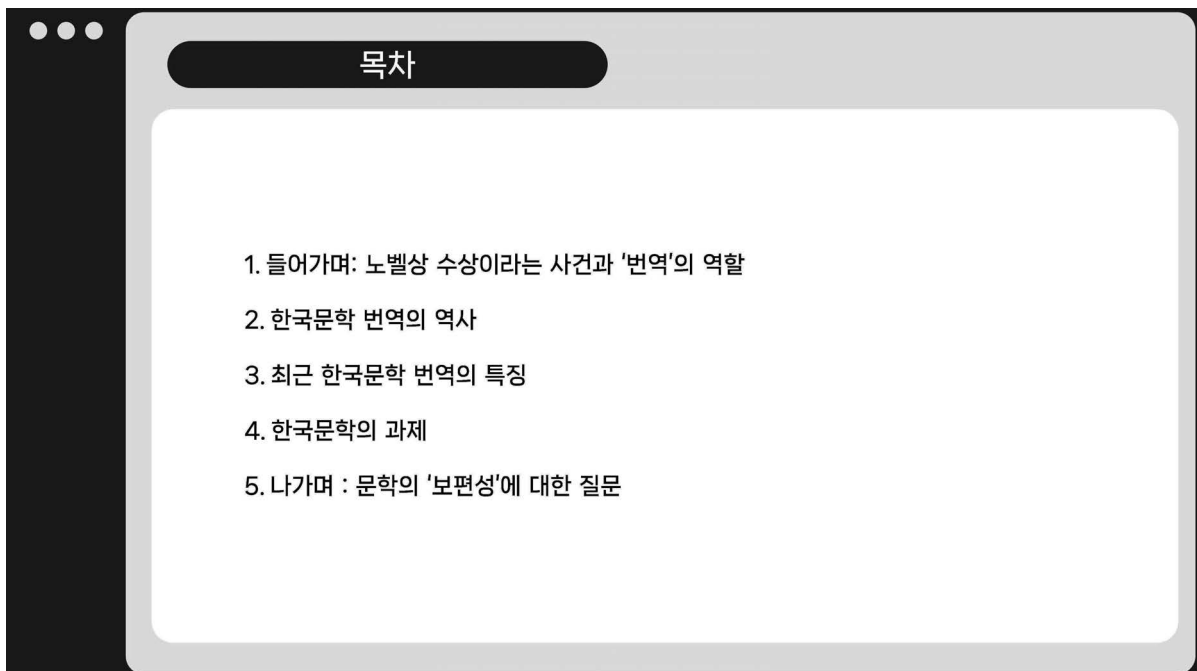 목차
1. 들어가며: 노벨상 수상이라는 사건과 ‘번역’의 역할
2. 한국문학 번역의 역사
3. 최근 한국문학 번역의 특징
4. 한국문학의 과제
5. 나가며 : 문학의 ‘보편성’에 대한 질문